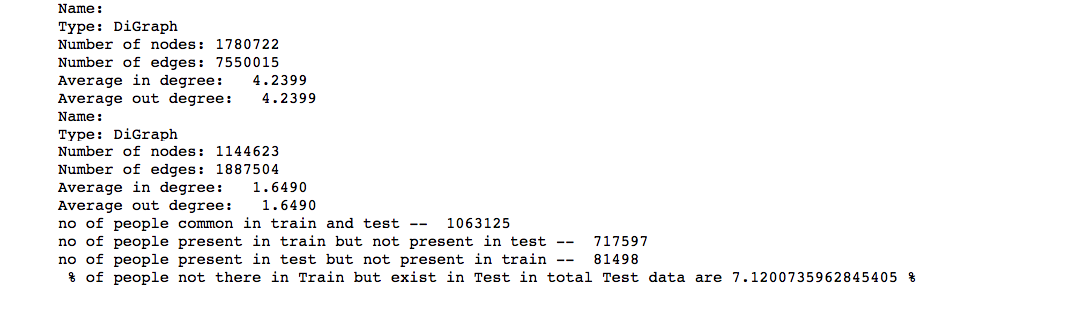 Name:
Type: DiGraph
Number of nodes: 1780722
Number of edges: 7550015
Average in degree:   4.2399
Average out degree:   4.2399
Name:
Type: DiGraph
Number of nodes: 1144623
Number of edges: 1887504
Average in degree:   1.6490
Average out degree:   1.6490
no of people common in train and test --  1063125
no of people present in train but not present in test --  717597
no of people present in test but not present in train --  81498
 % of people not there in Train but exist in Test in total Test data are 7.1200735962845405 %